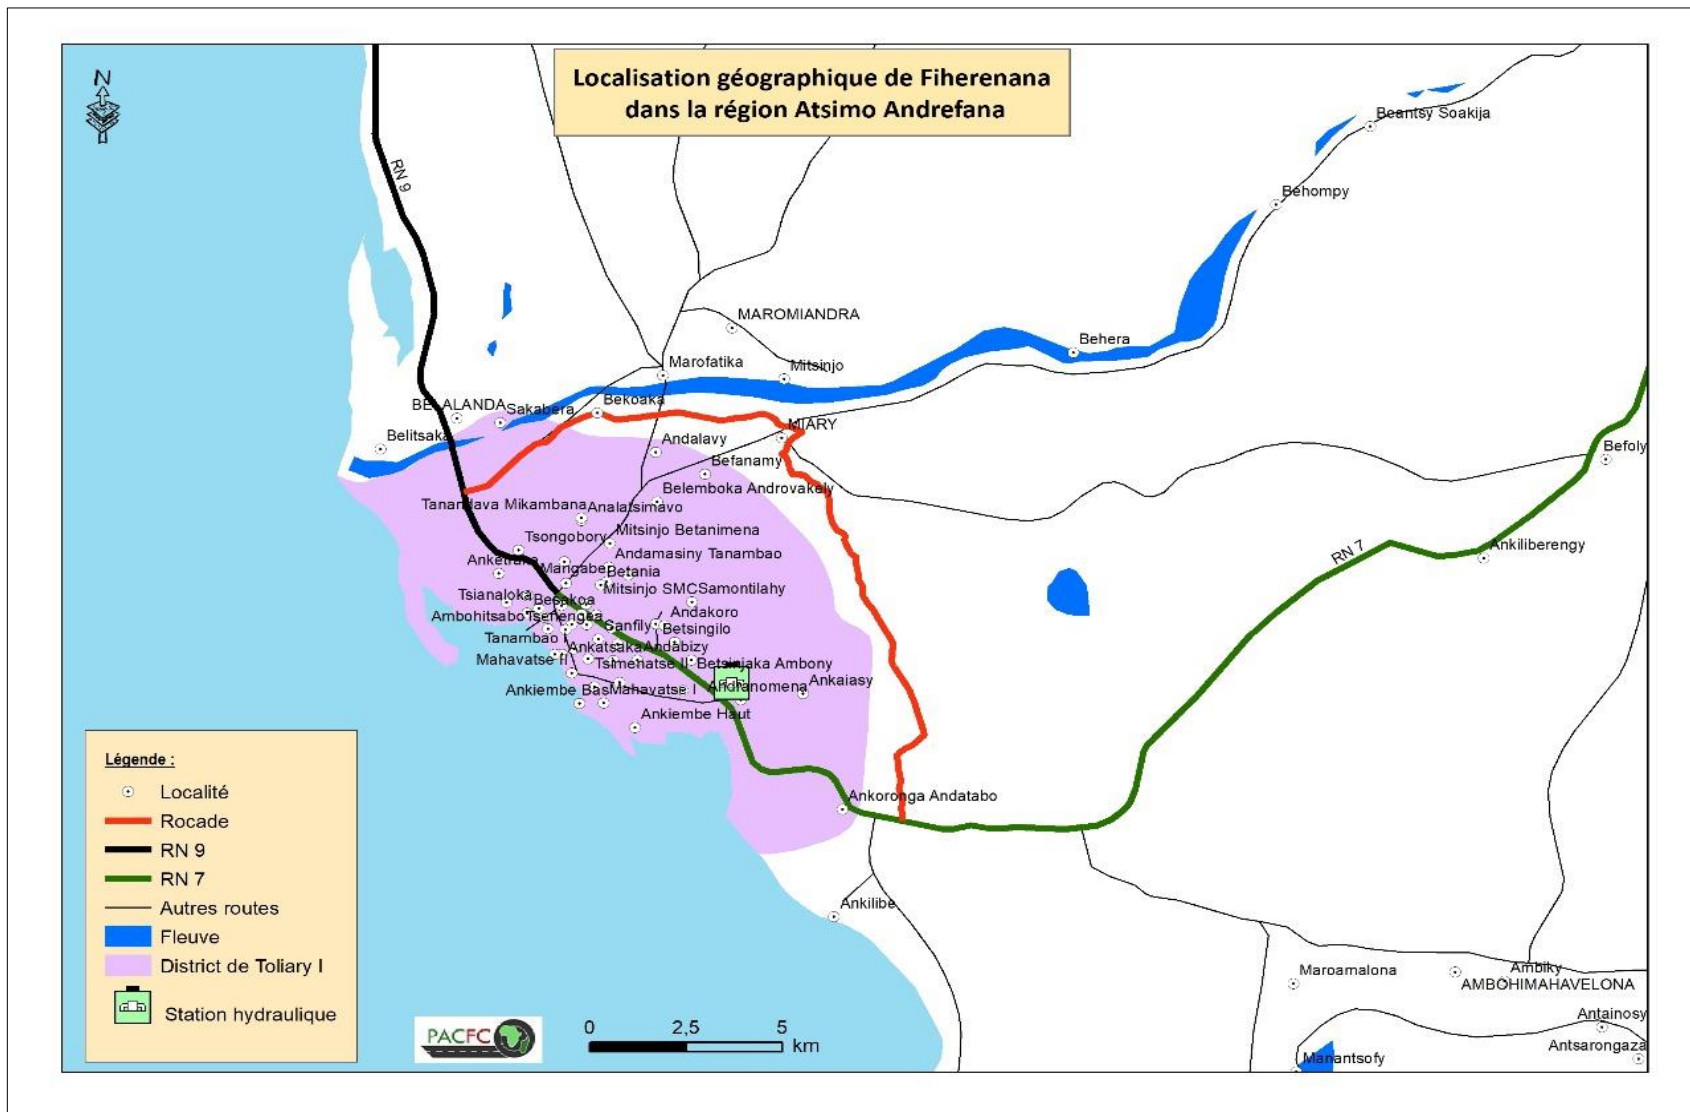 Localisation géographique de Fiherenana
dans la région Atsimo Andrefana
N
RN 9
Beantsy Soakija
Behompy
MAROMIANDRA
Behera
Marofatika
Mitsinjo
BELALANDA
Sakabera
Bekoaka
Belitsaka
MIARY
Andalavy
Befanamy
Befoly
Belemboka Androvakely
Tanandava Mikambana
Analatsimavo
Tsongobory
Mitsinjo Betanimena
RN 7
Ankiliberengy
Andamasiny Tanambao
Mangabe
Betania
Tsianaloka
Besakoa
Mitsinjo SMC
Samontilahy
Ambohitsabo
Tsenengea
Sanfily
Andakoro
Betsingilo
Tanambao
Ankatsaka
Andabizy
Mahavatse II
Tsimenatse II
Betsinjaka Ambony
Ankaiasy
Ankiembe Bas
Mahavatse I
Andranomena
Ankiembe Haut
Ankoronga Andatabo
Ankilibe
Maroamalona
Ambiky
AMBOHIMAHAVELONA
Antainosy
Antsarongaza
Manantsofy
Légende :
Localité
Rocade
RN 9
RN 7
Autres routes
Fleuve
District de Toliary I
Station hydraulique
PACFC
0 2,5 5
km